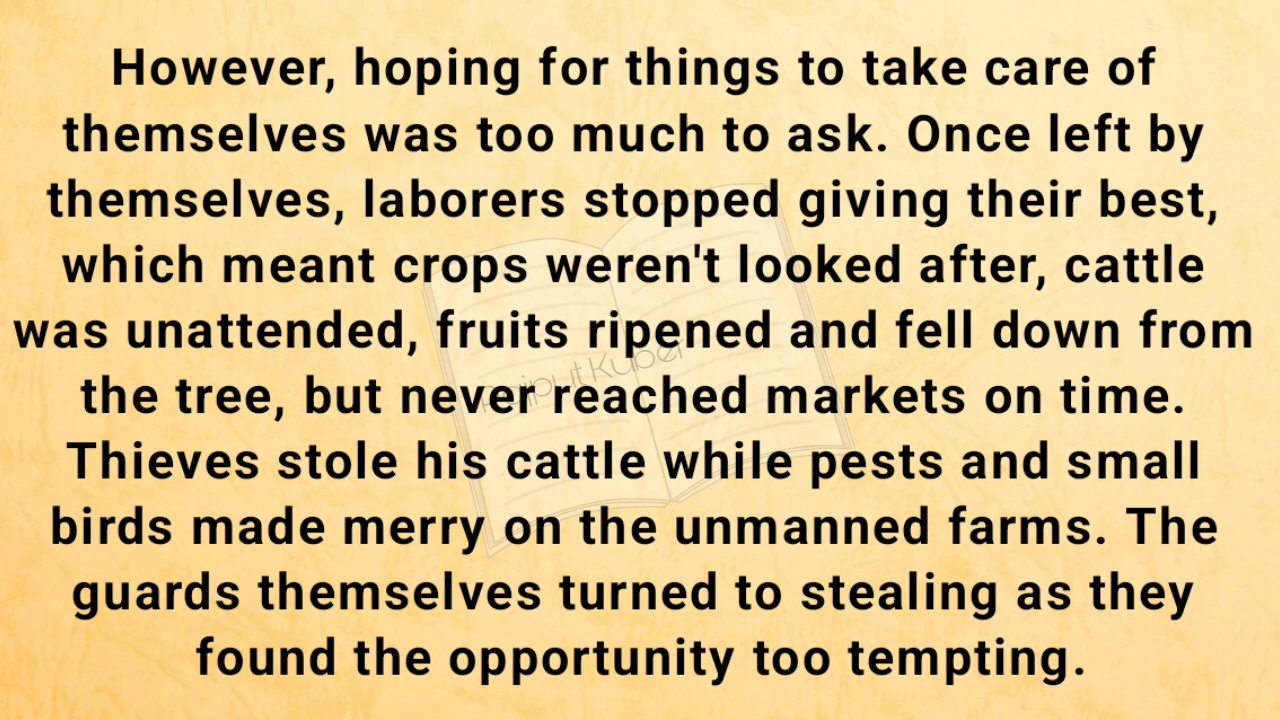 However, hoping for things to take care of
themselves was too much to ask. Once left by
themselves, laborers stopped giving their best,
which meant crops weren't looked after, cattle
was unattended, fruits ripened and fell down from
the tree, but never reached markets on time.
Thieves stole his cattle while pests and small
birds made merry on the unmanned farms. The
guards themselves turned to stealing as they
found the opportunity too tempting.
Rajput Kuber